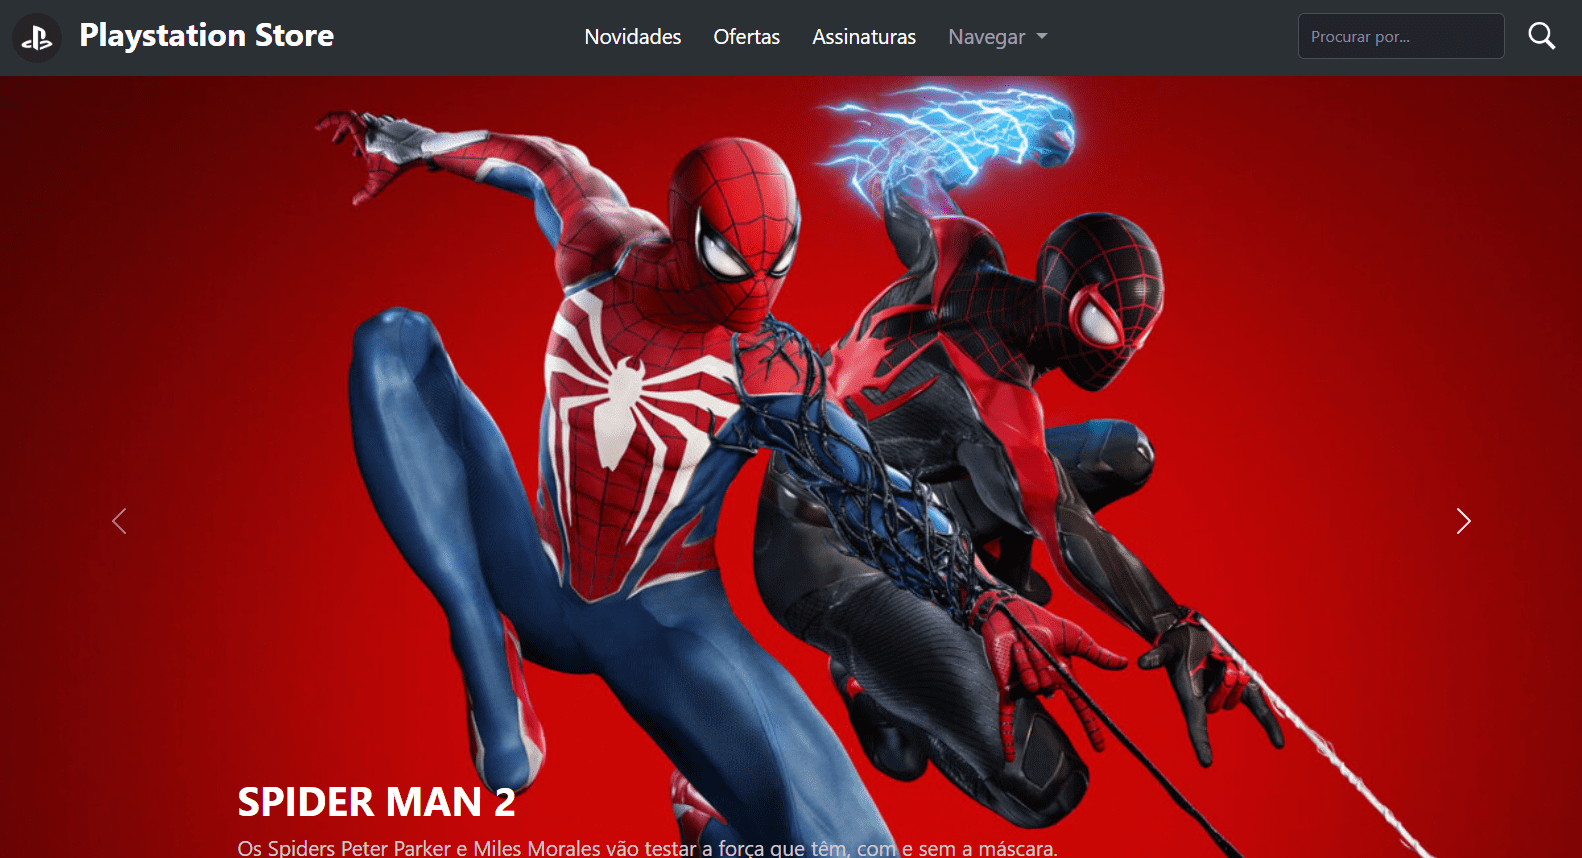 Playstation Store
Novidades
Ofertas
Assinaturas
Navegar
Procurar por...
SPIDER MAN 2
Os Spiders Peter Parker e Miles Morales vão testar a força que têm, com e sem a máscara.